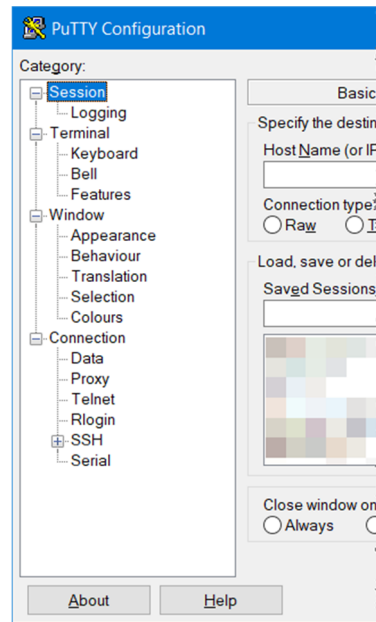 PuTTY Configuration
Category:
Session
Logging
Terminal
Keyboard
Bell
Features
Window
Appearance
Behaviour
Translation
Selection
Colours
Connection
Data
Proxy
Telnet
Rlogin
SSH
Serial
Basic
Specify the destin
Host Name (or IP
Connection type
Raw
Load, save or del
Saved Sessions
Close window on
Always
About Help